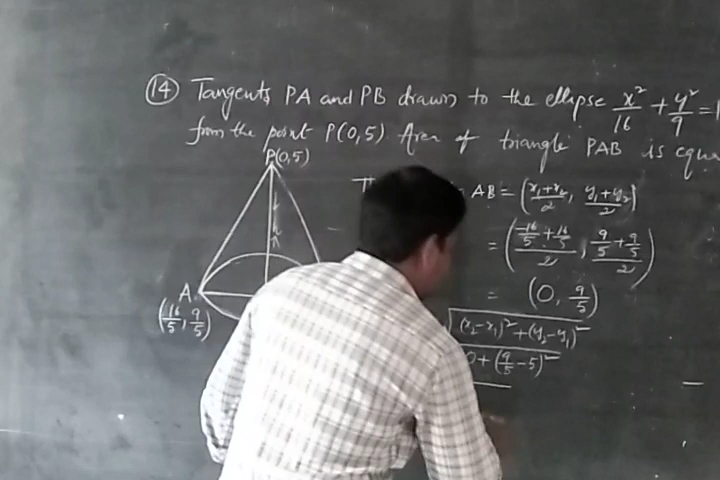 (14) Tangents PA and PB drawn to the ellipse x²/16 + y²/9 = 1
from the point P(0,5) Area of triangle PAB is equa
P(0,5)
h
A
(16/5, 9/5)
AB = (x₁+x₂/2, y₁+y₂/2)
= (-16/5 + 16/5 / 2, 9/5 + 9/5 / 2)
= (0, 9/5)
√(x₂-x₁)² + (y₂-y₁)²
0 + (9/5 - 5)²